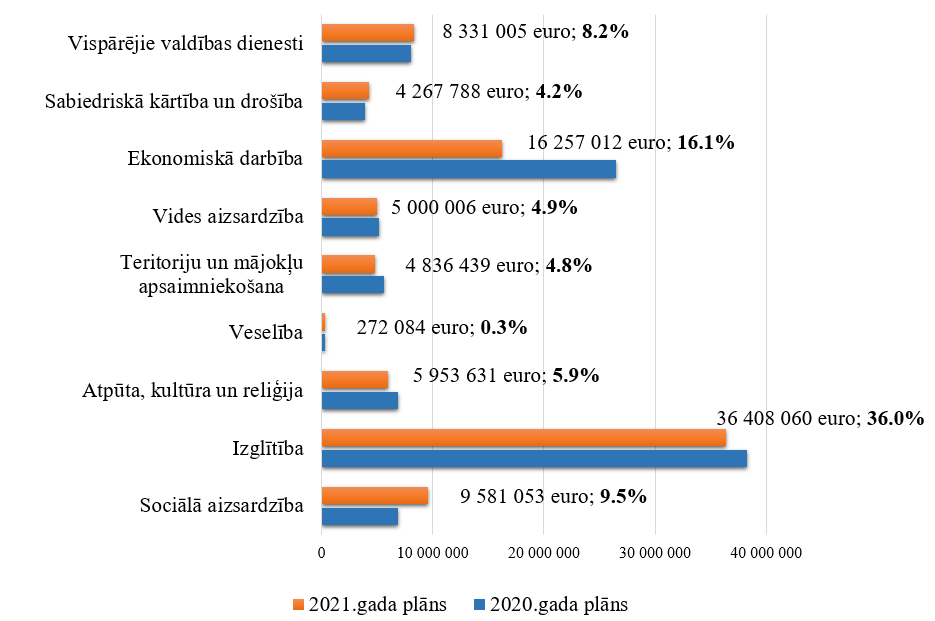 Vispārējie valdības dienesti
8 331 005 euro; 8.2%
Sabiedriskā kārtība un drošība
4 267 788 euro; 4.2%
Ekonomiskā darbība
16 257 012 euro; 16.1%
Vides aizsardzība
5 000 006 euro; 4.9%
Teritoriju un mājokļu
apsaimniekošana
4 836 439 euro; 4.8%
Veselība
272 084 euro; 0.3%
Atpūta, kultūra un reliģija
5 953 631 euro; 5.9%
Izglītība
36 408 060 euro; 36.0%
Sociālā aizsardzība
9 581 053 euro; 9.5%
0 10 000 000 20 000 000 30 000 000 40 000 000
2021.gada plāns 2020.gada plāns